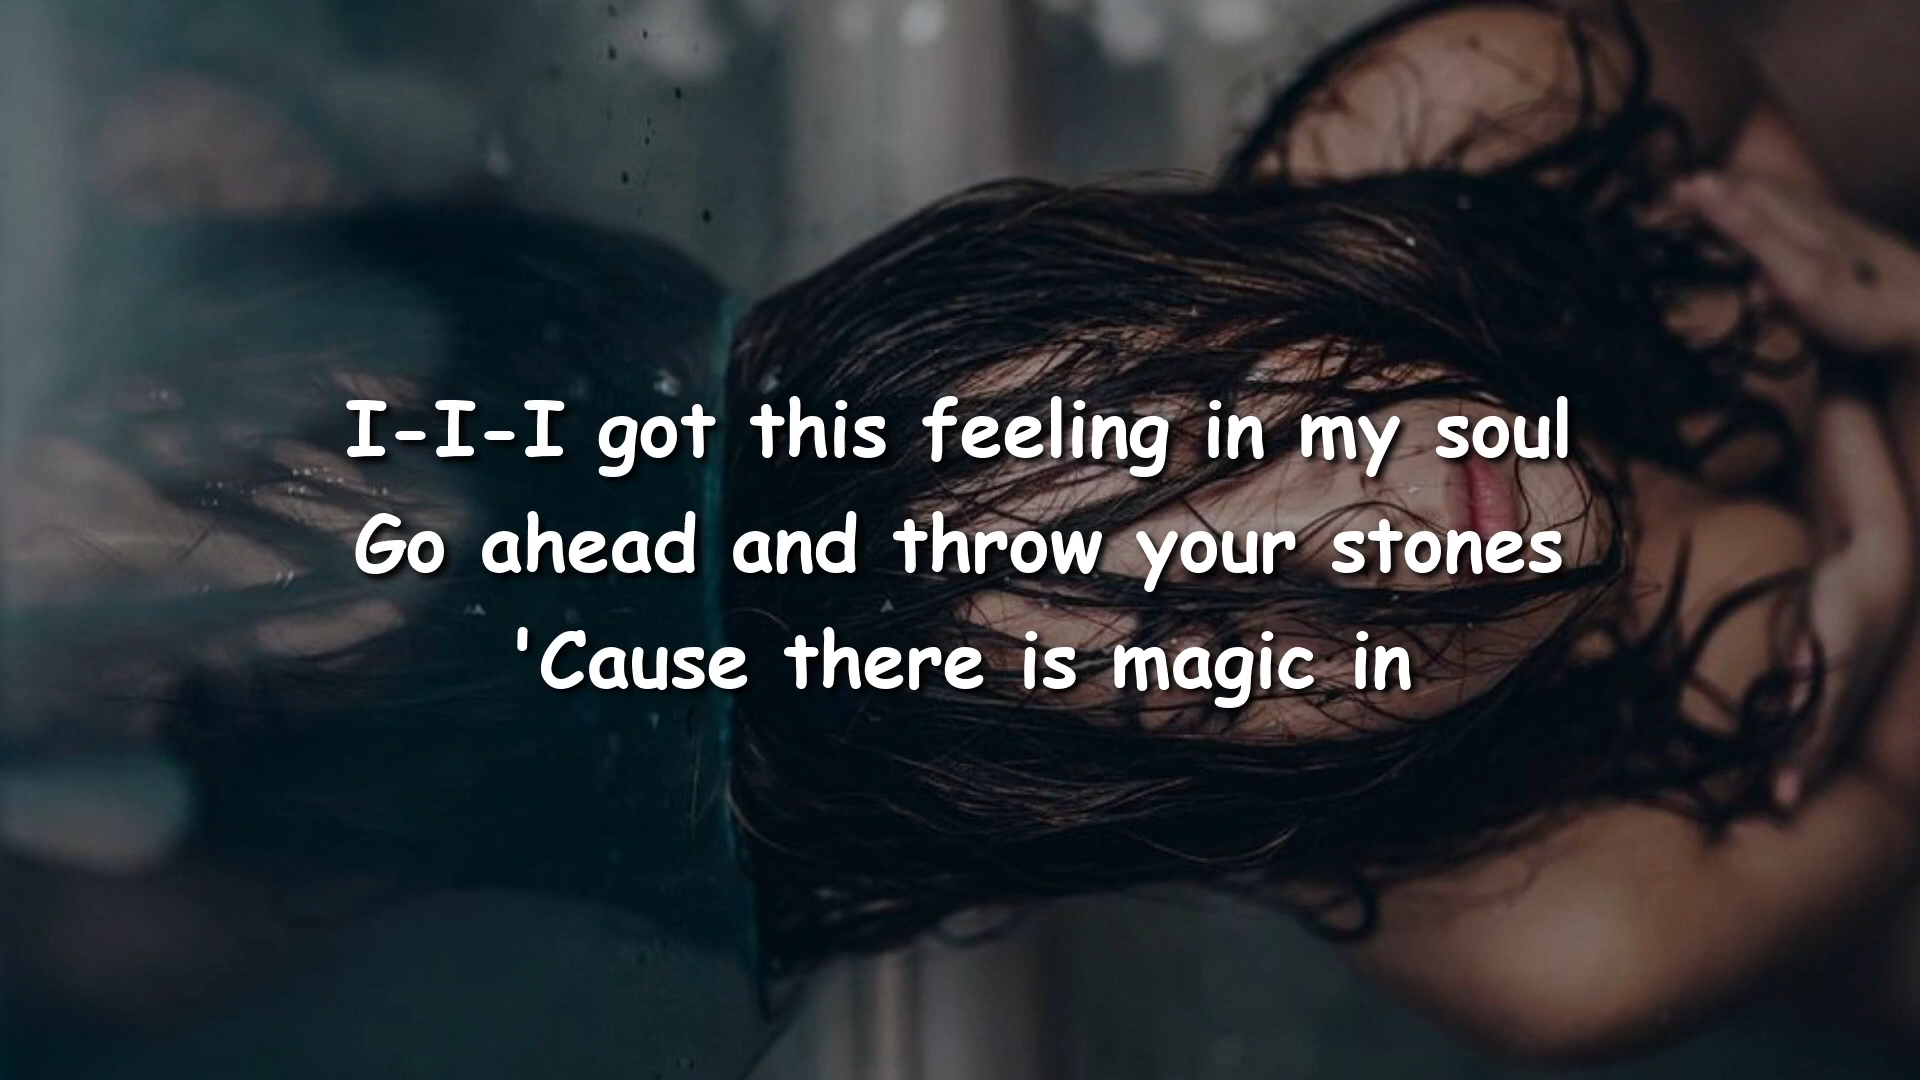 I-I-I got this feeling in my soul
Go ahead and throw your stones
'Cause there is magic in